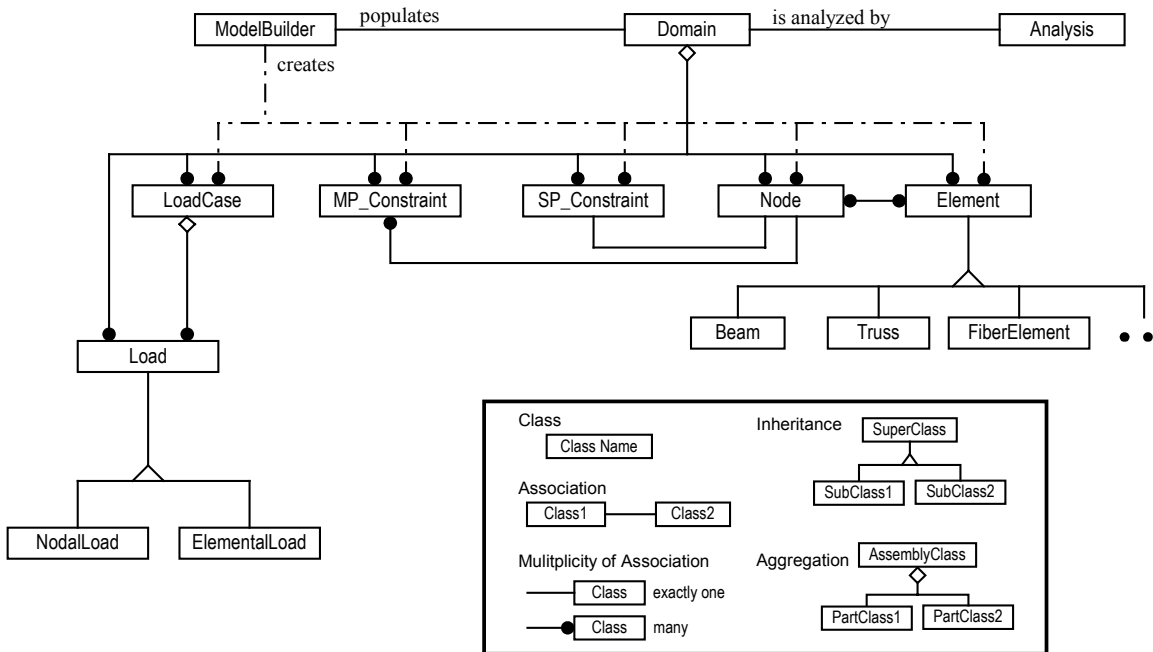 ModelBuilder
populates
Domain
is analyzed by
Analysis
creates
LoadCase
MP_Constraint
SP_Constraint
Node
Element
Beam
Truss
FiberElement
Load
NodalLoad
ElementalLoad
Class
Class Name
Association
Class1
Class2
Mulitplicity of Association
Class
exactly one
Class
many
Inheritance
SuperClass
SubClass1
SubClass2
Aggregation
AssemblyClass
PartClass1
PartClass2